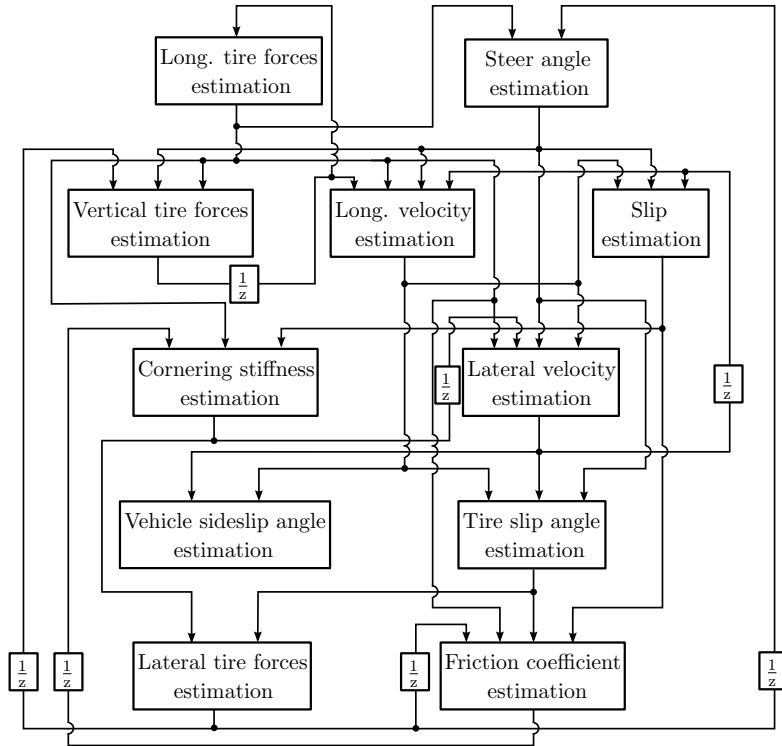 Long. tire forces
estimation
Steer angle
estimation
Vertical tire forces
estimation
Long. velocity
estimation
Slip
estimation
1
z
Cornering stiffness
estimation
1
z
Lateral velocity
estimation
1
z
Vehicle sideslip angle
estimation
Tire slip angle
estimation
1
z
1
z
Lateral tire forces
estimation
1
z
Friction coefficient
estimation
1
z